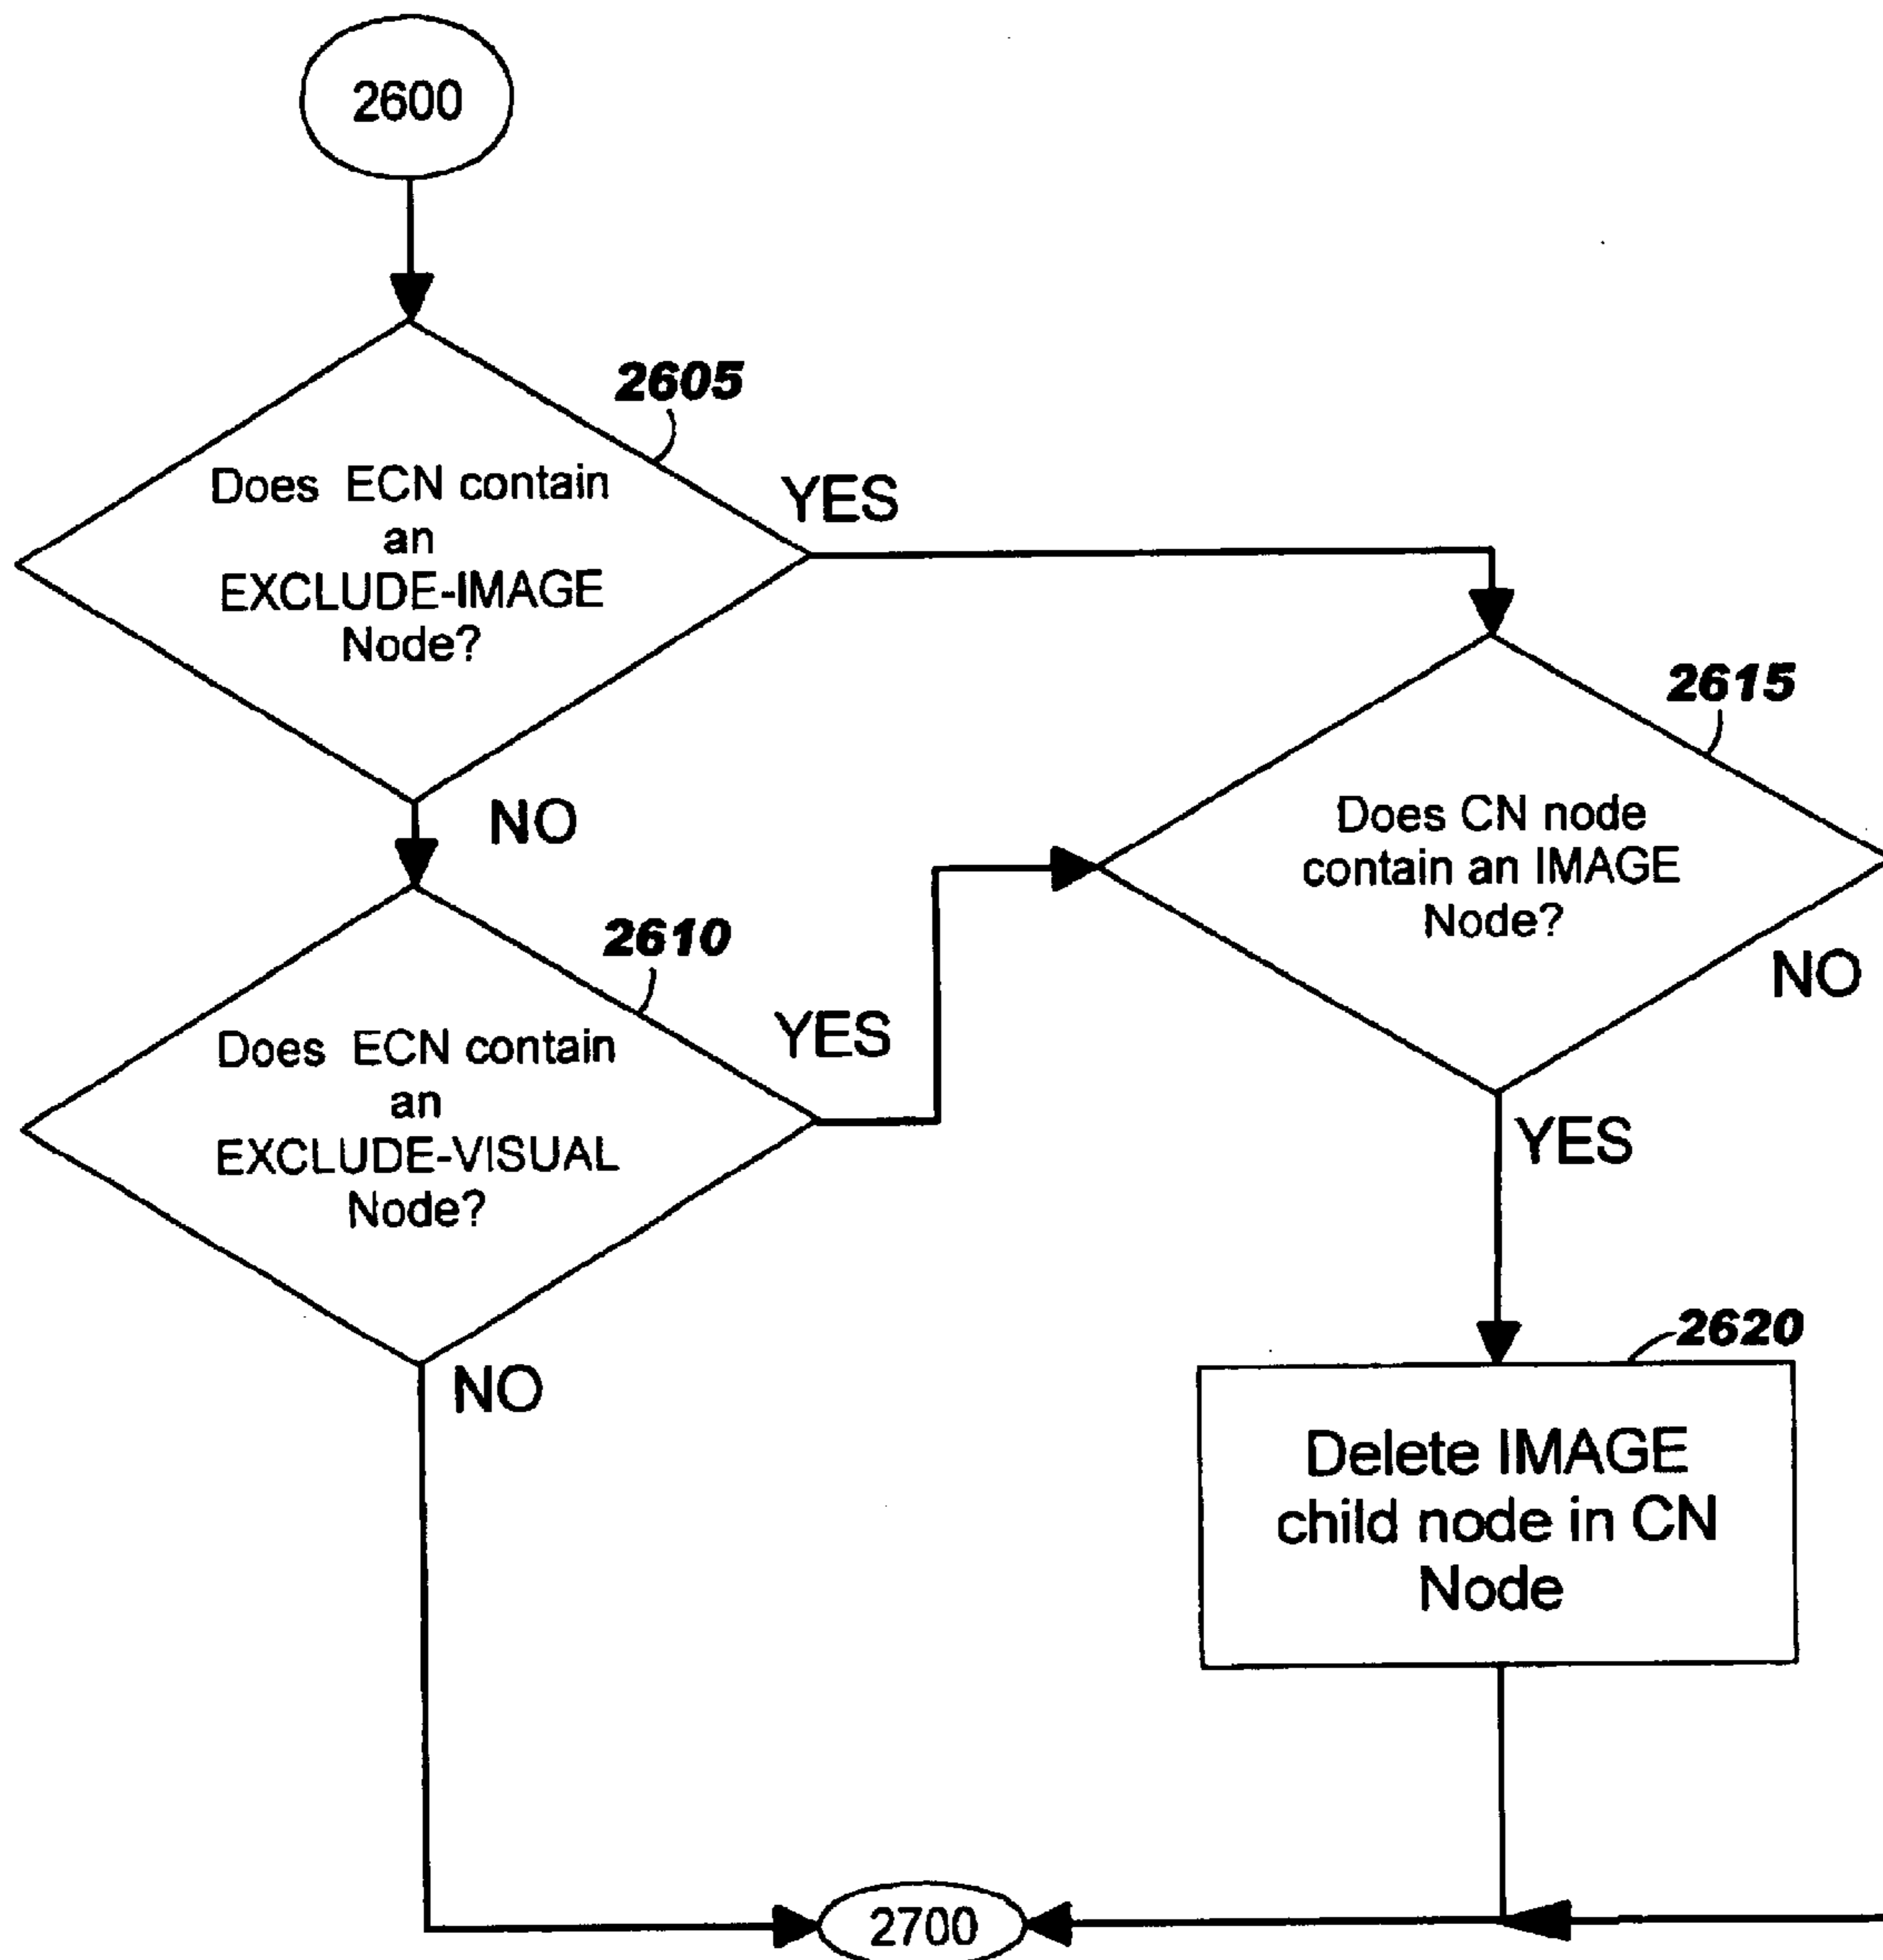 2600
2605
Does ECN contain
an
EXCLUDE-IMAGE
Node?
YES
NO
2610
Does ECN contain
an
EXCLUDE-VISUAL
Node?
YES
NO
2615
Does CN node
contain an IMAGE
Node?
NO
YES
2620
Delete IMAGE
child node in CN
Node
2700